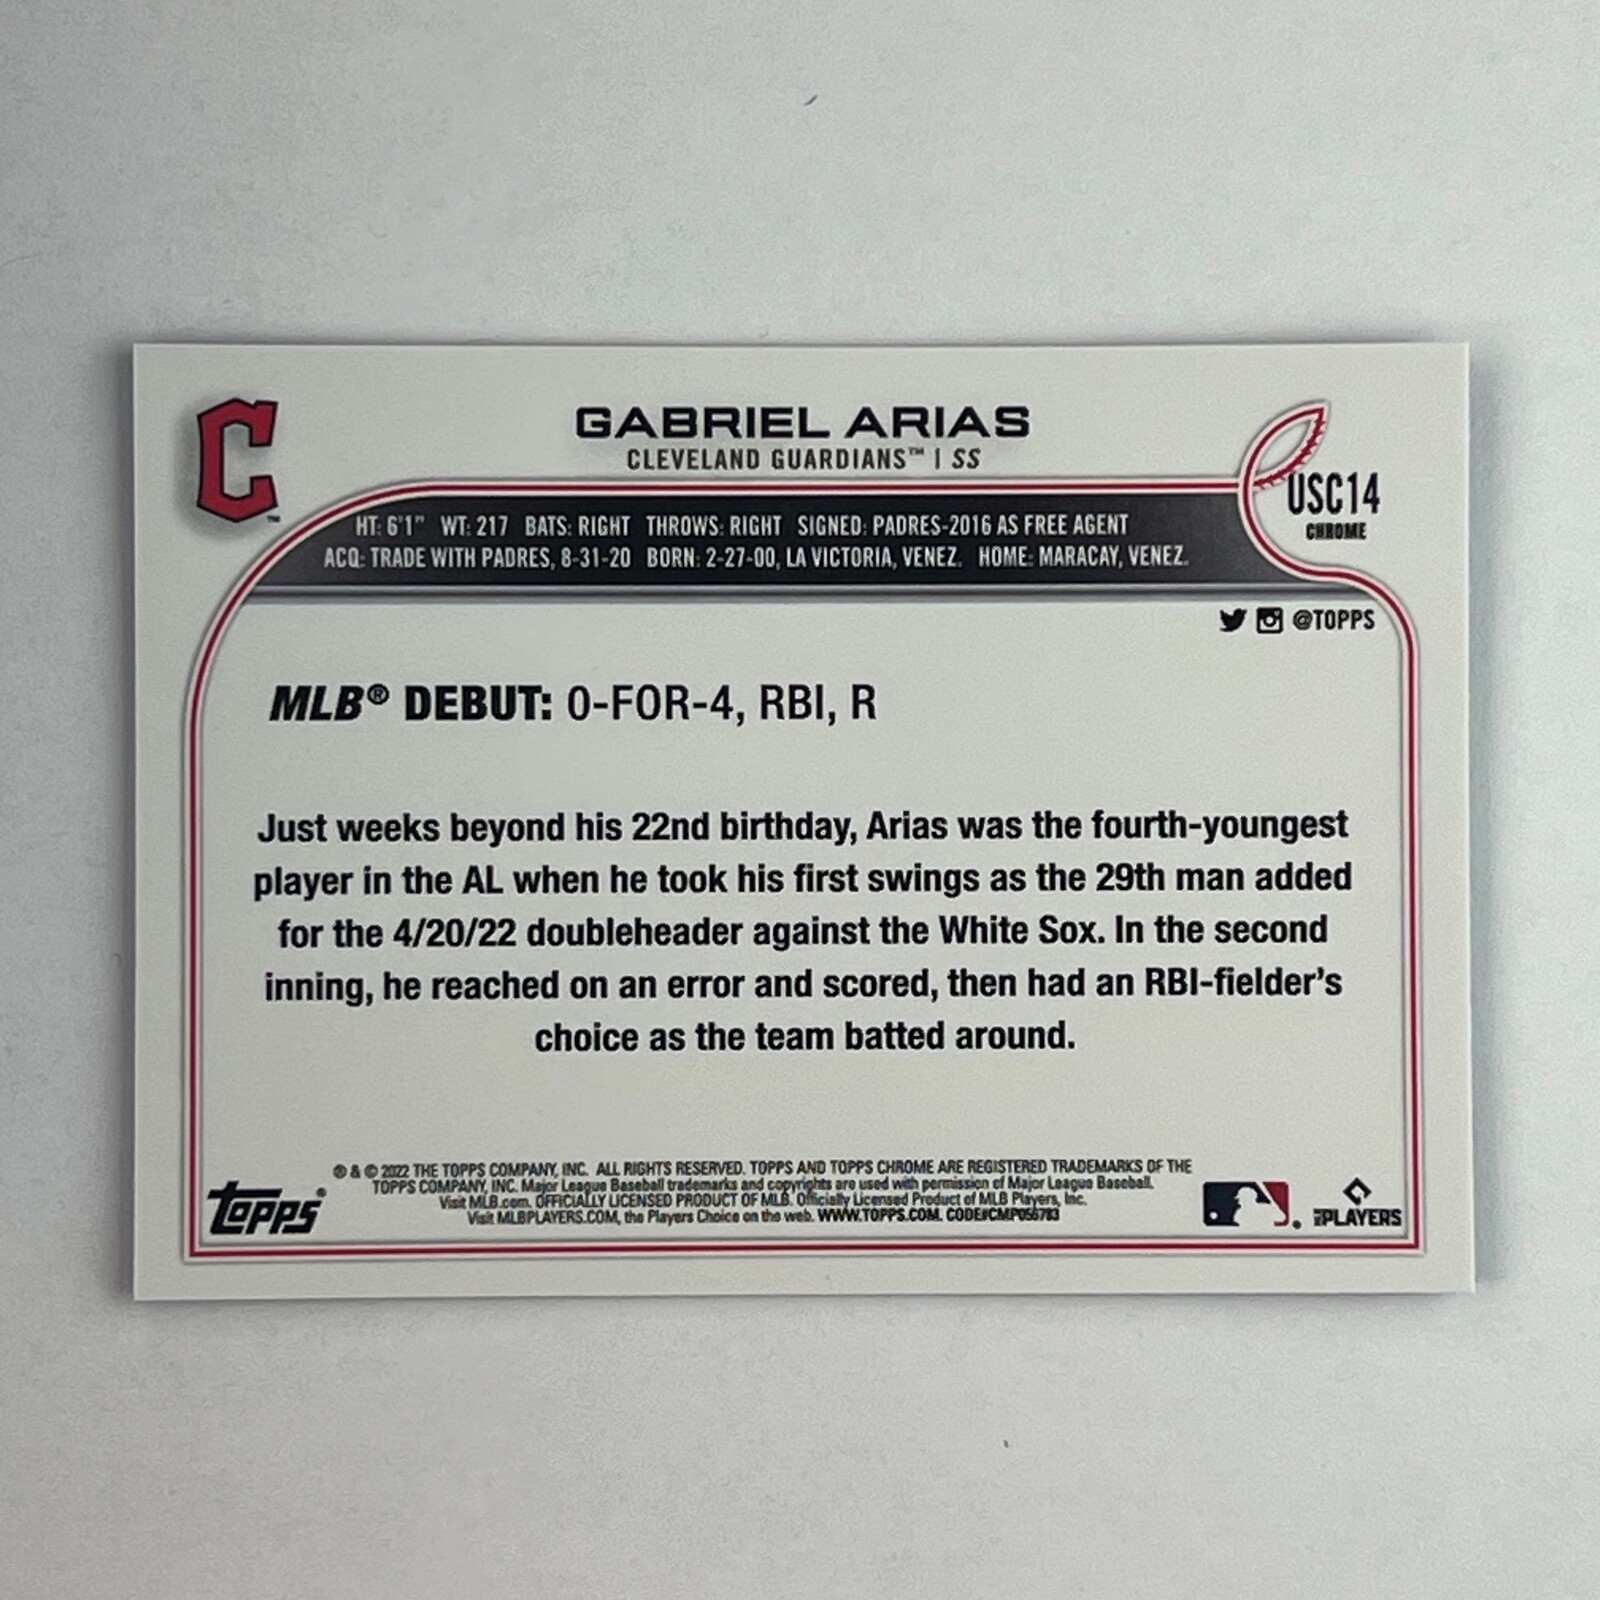 C™
GABRIEL ARIAS
CLEVELAND GUARDIANS™ | SS
USC14
CHROME
HT: 6'1" WT: 217 BATS: RIGHT THROWS: RIGHT SIGNED: PADRES-2016 AS FREE AGENT
ACQ: TRADE WITH PADRES, 8-31-20 BORN: 2-27-00, LA VICTORIA, VENEZ. HOME: MARACAY, VENEZ.
@TOPPS
MLB® DEBUT: 0-FOR-4, RBI, R
Just weeks beyond his 22nd birthday, Arias was the fourth-youngest
player in the AL when he took his first swings as the 29th man added
for the 4/20/22 doubleheader against the White Sox. In the second
inning, he reached on an error and scored, then had an RBI-fielder's
choice as the team batted around.
® & © 2022 THE TOPPS COMPANY, INC. ALL RIGHTS RESERVED. TOPPS AND TOPPS CHROME ARE REGISTERED TRADEMARKS OF THE
TOPPS COMPANY, INC. Major League Baseball trademarks and copyrights are used with permission of Major League Baseball.
Visit MLB.com. OFFICIALLY LICENSED PRODUCT OF MLB. Officially Licensed Product of MLB Players, Inc.
Visit MLBPLAYERS.COM, the Players Choice on the web. WWW.TOPPS.COM. CODE#CMP056783
Topps®
PLAYERS